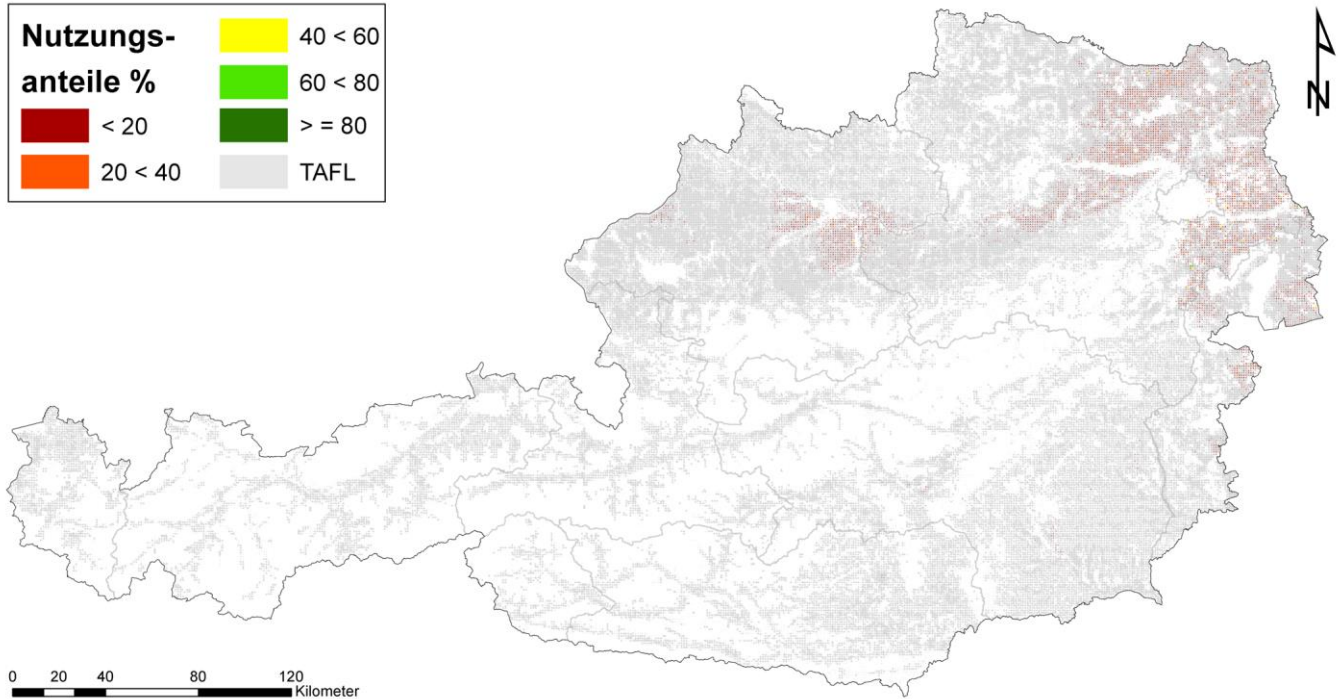 Nutzungs-
anteile %
< 20
20 < 40
40 < 60
60 < 80
> = 80
TAFL
N
0 20 40 80 120
Kilometer